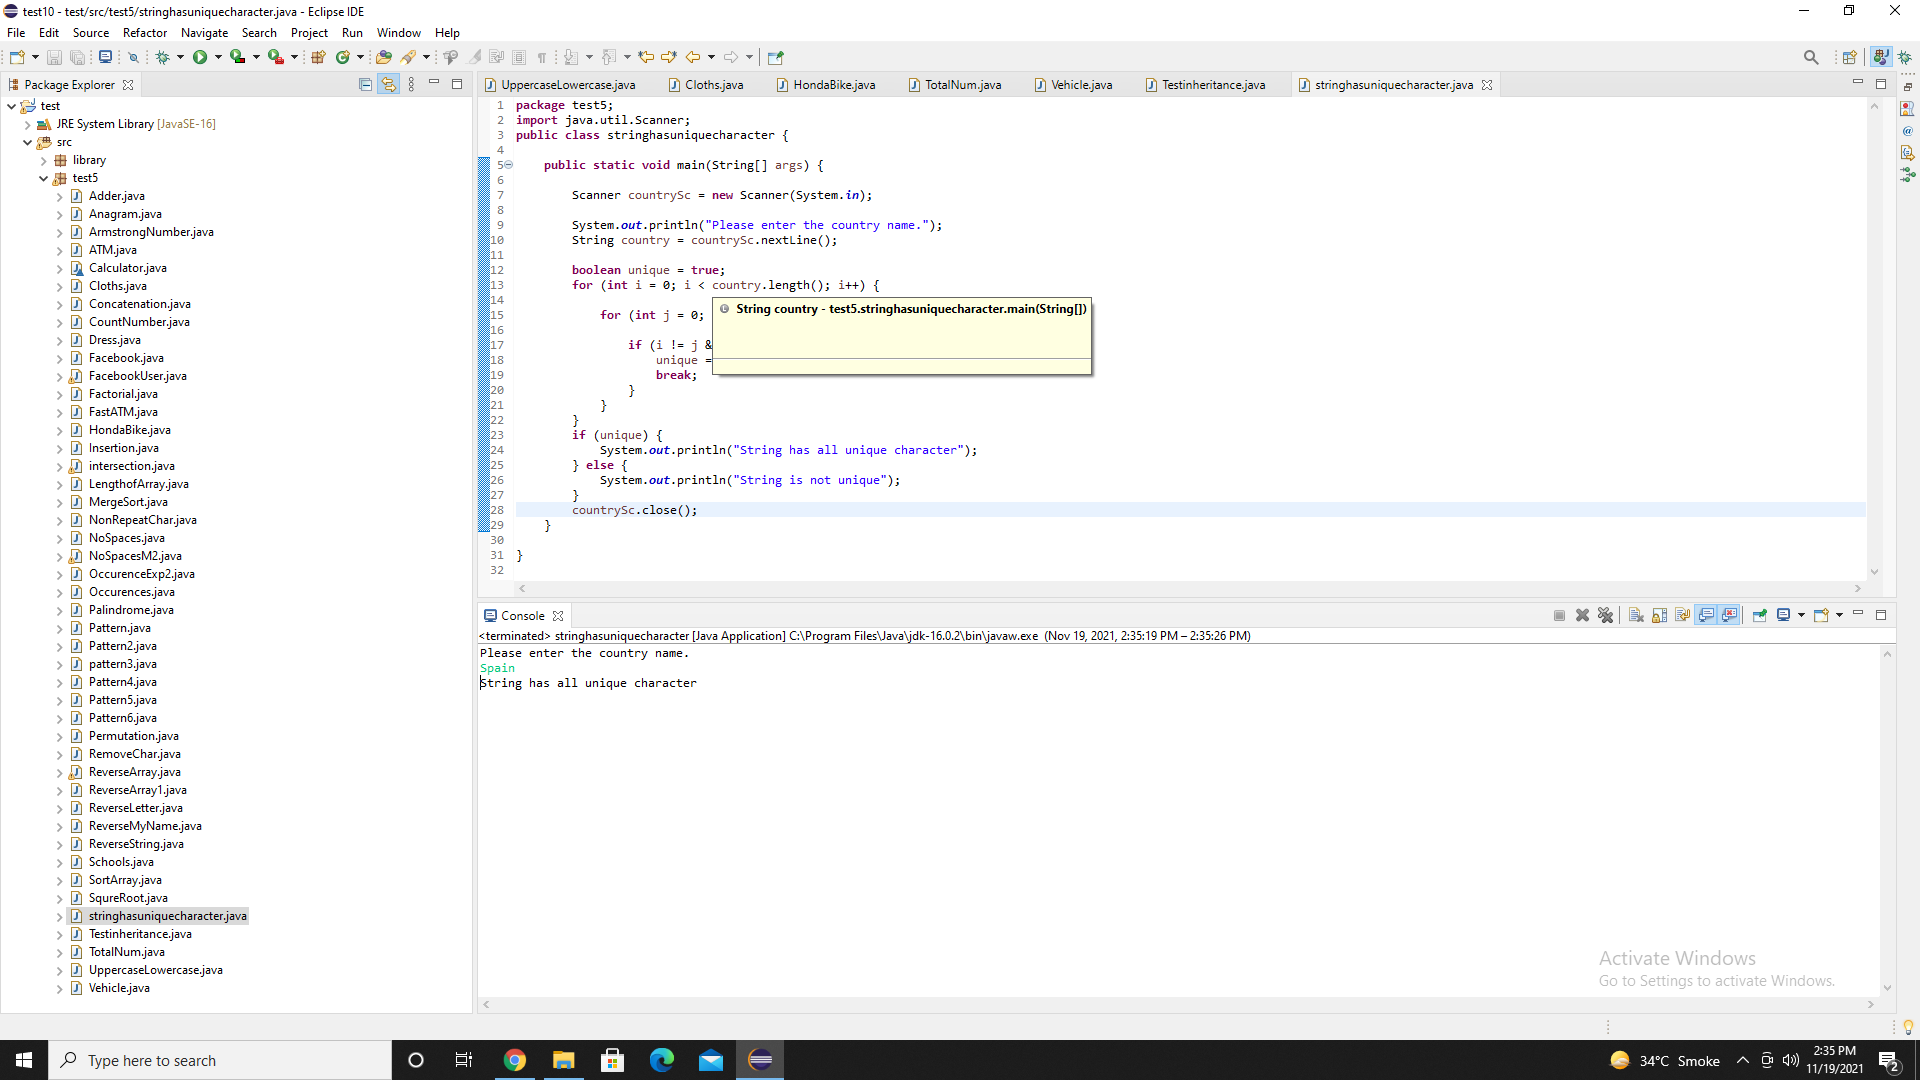 test10 - test/src/test5/stringhasuniquecharacter.java - Eclipse IDE
File Edit Source Refactor Navigate Search Project Run Window Help
Package Explorer
test
JRE System Library [JavaSE-16]
src
library
test5
Adder.java
Anagram.java
ArmstrongNumber.java
ATM.java
Calculator.java
Cloths.java
Concatenation.java
CountNumber.java
Dress.java
Facebook.java
FacebookUser.java
Factorial.java
FastATM.java
HondaBike.java
Insertion.java
intersection.java
LengthofArray.java
MergeSort.java
NonRepeatChar.java
NoSpaces.java
NoSpacesM2.java
OccurenceExp2.java
Occurences.java
Palindrome.java
Pattern.java
Pattern2.java
pattern3.java
Pattern4.java
Pattern5.java
Pattern6.java
Permutation.java
RemoveChar.java
ReverseArray.java
ReverseArray1.java
ReverseLetter.java
ReverseMyName.java
ReverseString.java
Schools.java
SortArray.java
SqureRoot.java
stringhasuniquecharacter.java
Testinheritance.java
TotalNum.java
UppercaseLowercase.java
Vehicle.java
UppercaseLowercase.java Cloths.java HondaBike.java TotalNum.java Vehicle.java Testinheritance.java stringhasuniquecharacter.java
1 package test5;
2 import java.util.Scanner;
3 public class stringhasuniquecharacter {
4
5 public static void main(String[] args) {
6
7 Scanner countrySc = new Scanner(System.in);
8
9 System.out.println("Please enter the country name.");
10 String country = countrySc.nextLine();
11
12 boolean unique = true;
13 for (int i = 0; i < country.length(); i++) {
14
15 for (int j = 0;
16
17 if (i != j &
18 unique =
19 break;
20 }
21 }
22 }
23 if (unique) {
24 System.out.println("String has all unique character");
25 } else {
26 System.out.println("String is not unique");
27 }
28 countrySc.close();
29 }
30
31 }
32
String country - test5.stringhasuniquecharacter.main(String[])
Console
<terminated> stringhasuniquecharacter [Java Application] C:\Program Files\Java\jdk-16.0.2\bin\javaw.exe (Nov 19, 2021, 2:35:19 PM – 2:35:26 PM)
Please enter the country name.
Spain
String has all unique character
Activate Windows
Go to Settings to activate Windows.
Type here to search
34°C Smoke
2:35 PM
11/19/2021
2